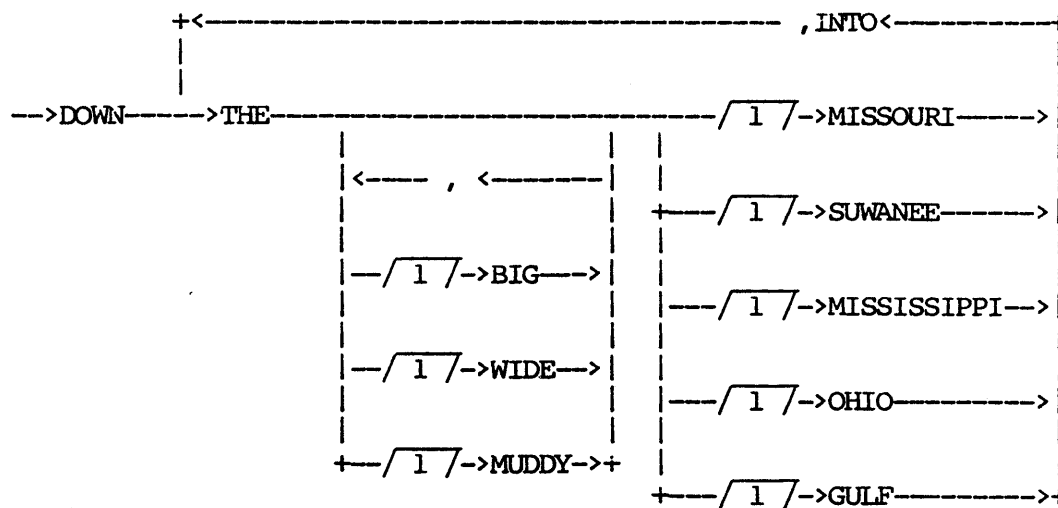 ,INTO
DOWN THE 1 MISSOURI
,
1 SUWANEE
1 BIG
1 MISSISSIPPI
1 WIDE
1 OHIO
1 MUDDY
1 GULF